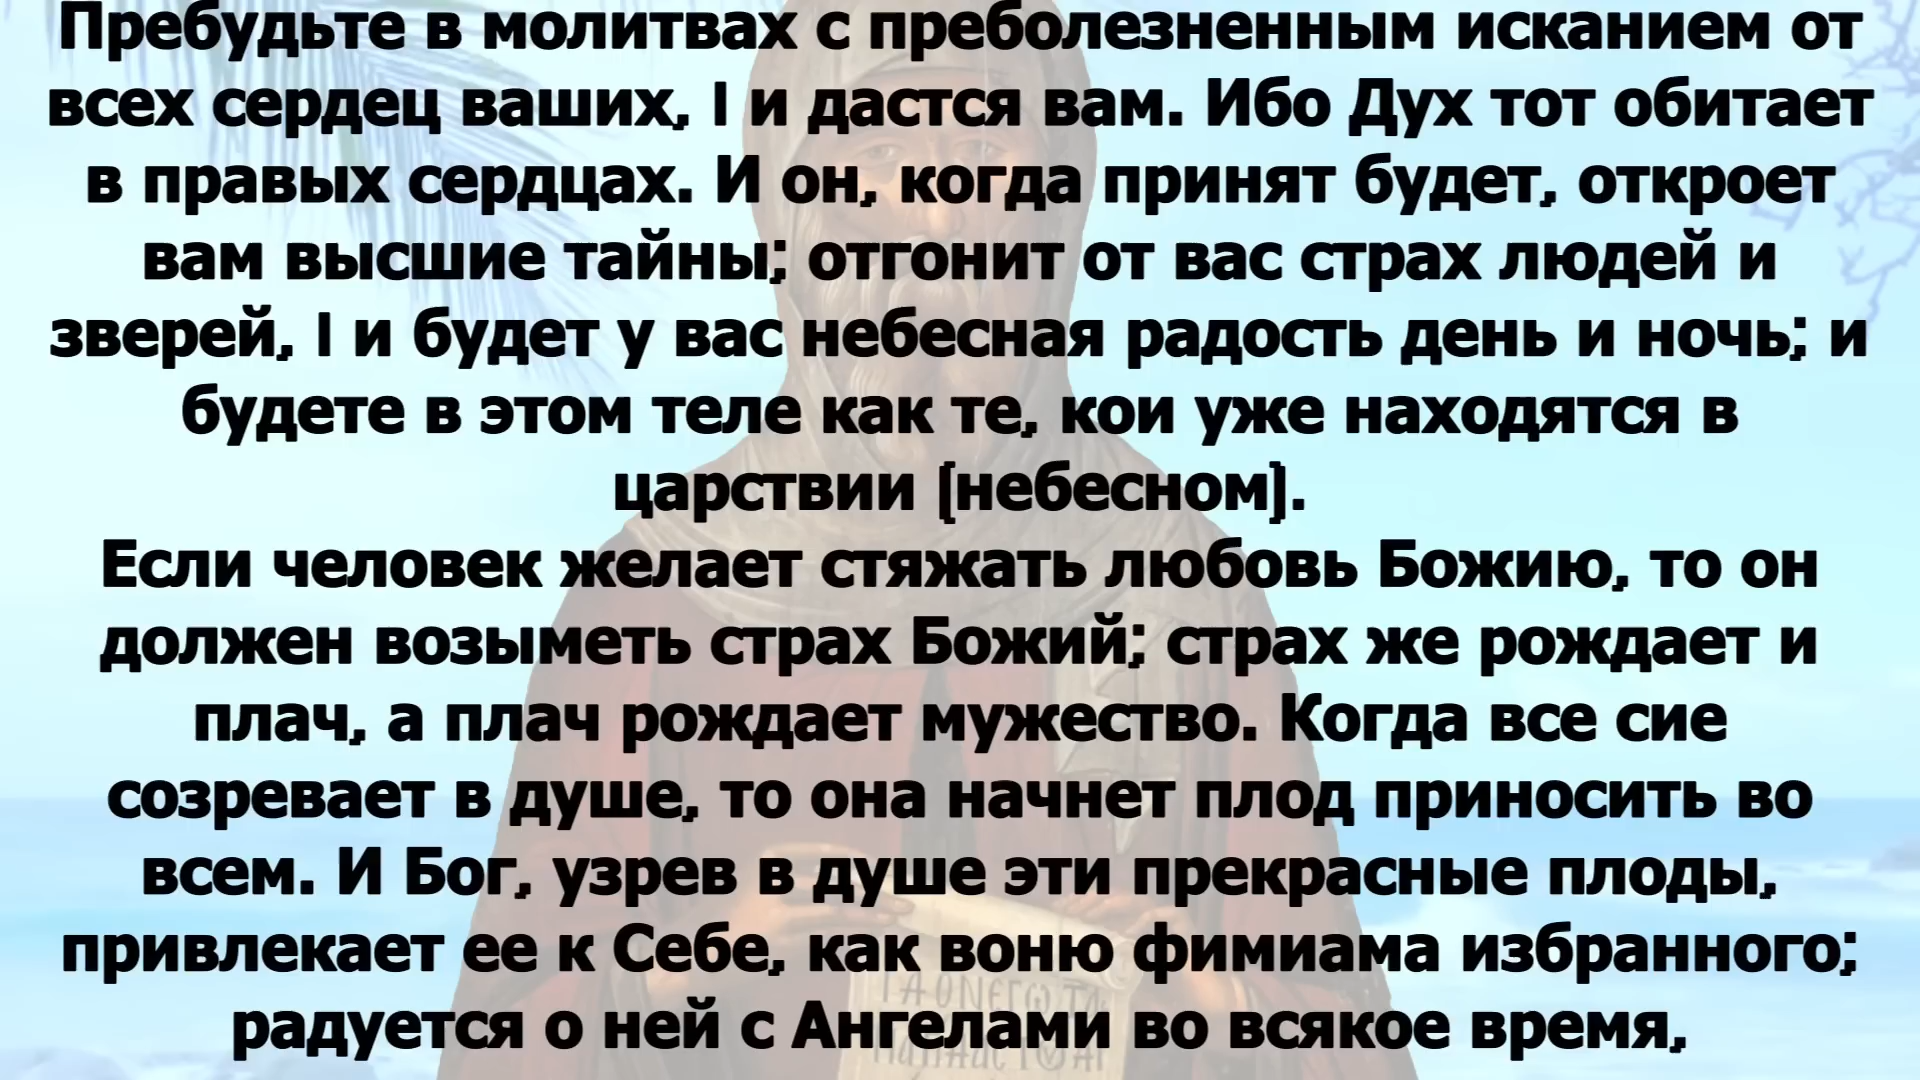 Пребудьте в молитвах с преболезненным исканием от
всех сердец ваших, | и дастся вам. Ибо Дух тот обитает
в правых сердцах. И он, когда принят будет, откроет
вам высшие тайны; отгонит от вас страх людей и
зверей, | и будет у вас небесная радость день и ночь; и
будете в этом теле как те, кои уже находятся в
царствии (небесном).
Если человек желает стяжать любовь Божию, то он
должен возыметь страх Божий; страх же рождает и
плач, а плач рождает мужество. Когда все сие
созревает в душе, то она начнет плод приносить во
всем. И Бог, узрев в душе эти прекрасные плоды,
привлекает ее к Себе, как воню фимиама избранного;
радуется о ней с Ангелами во всякое время,